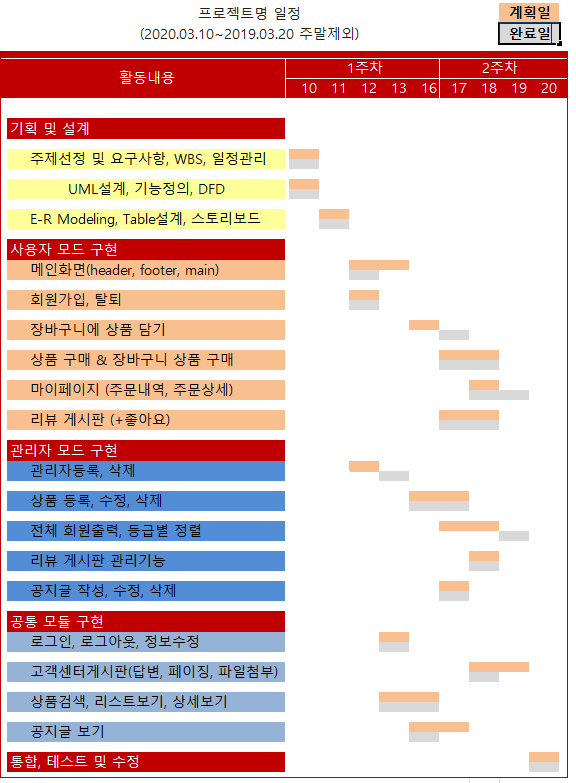 프로젝트명 일정
(2020.03.10~2019.03.20 주말제외)
계획일
완료일
활동내용
1주차
2주차
10 11 12 13 16 17 18 19 20
기획 및 설계
주제선정 및 요구사항, WBS, 일정관리
UML설계, 기능정의, DFD
E-R Modeling, Table설계, 스토리보드
사용자 모드 구현
메인화면(header, footer, main)
회원가입, 탈퇴
장바구니에 상품 담기
상품 구매 & 장바구니 상품 구매
마이페이지 (주문내역, 주문상세)
리뷰 게시판 (+좋아요)
관리자 모드 구현
관리자등록, 삭제
상품 등록, 수정, 삭제
전체 회원출력, 등급별 정렬
리뷰 게시판 관리기능
공지글 작성, 수정, 삭제
공통 모듈 구현
로그인, 로그아웃, 정보수정
고객센터게시판(답변, 페이징, 파일첨부)
상품검색, 리스트보기, 상세보기
공지글 보기
통합, 테스트 및 수정